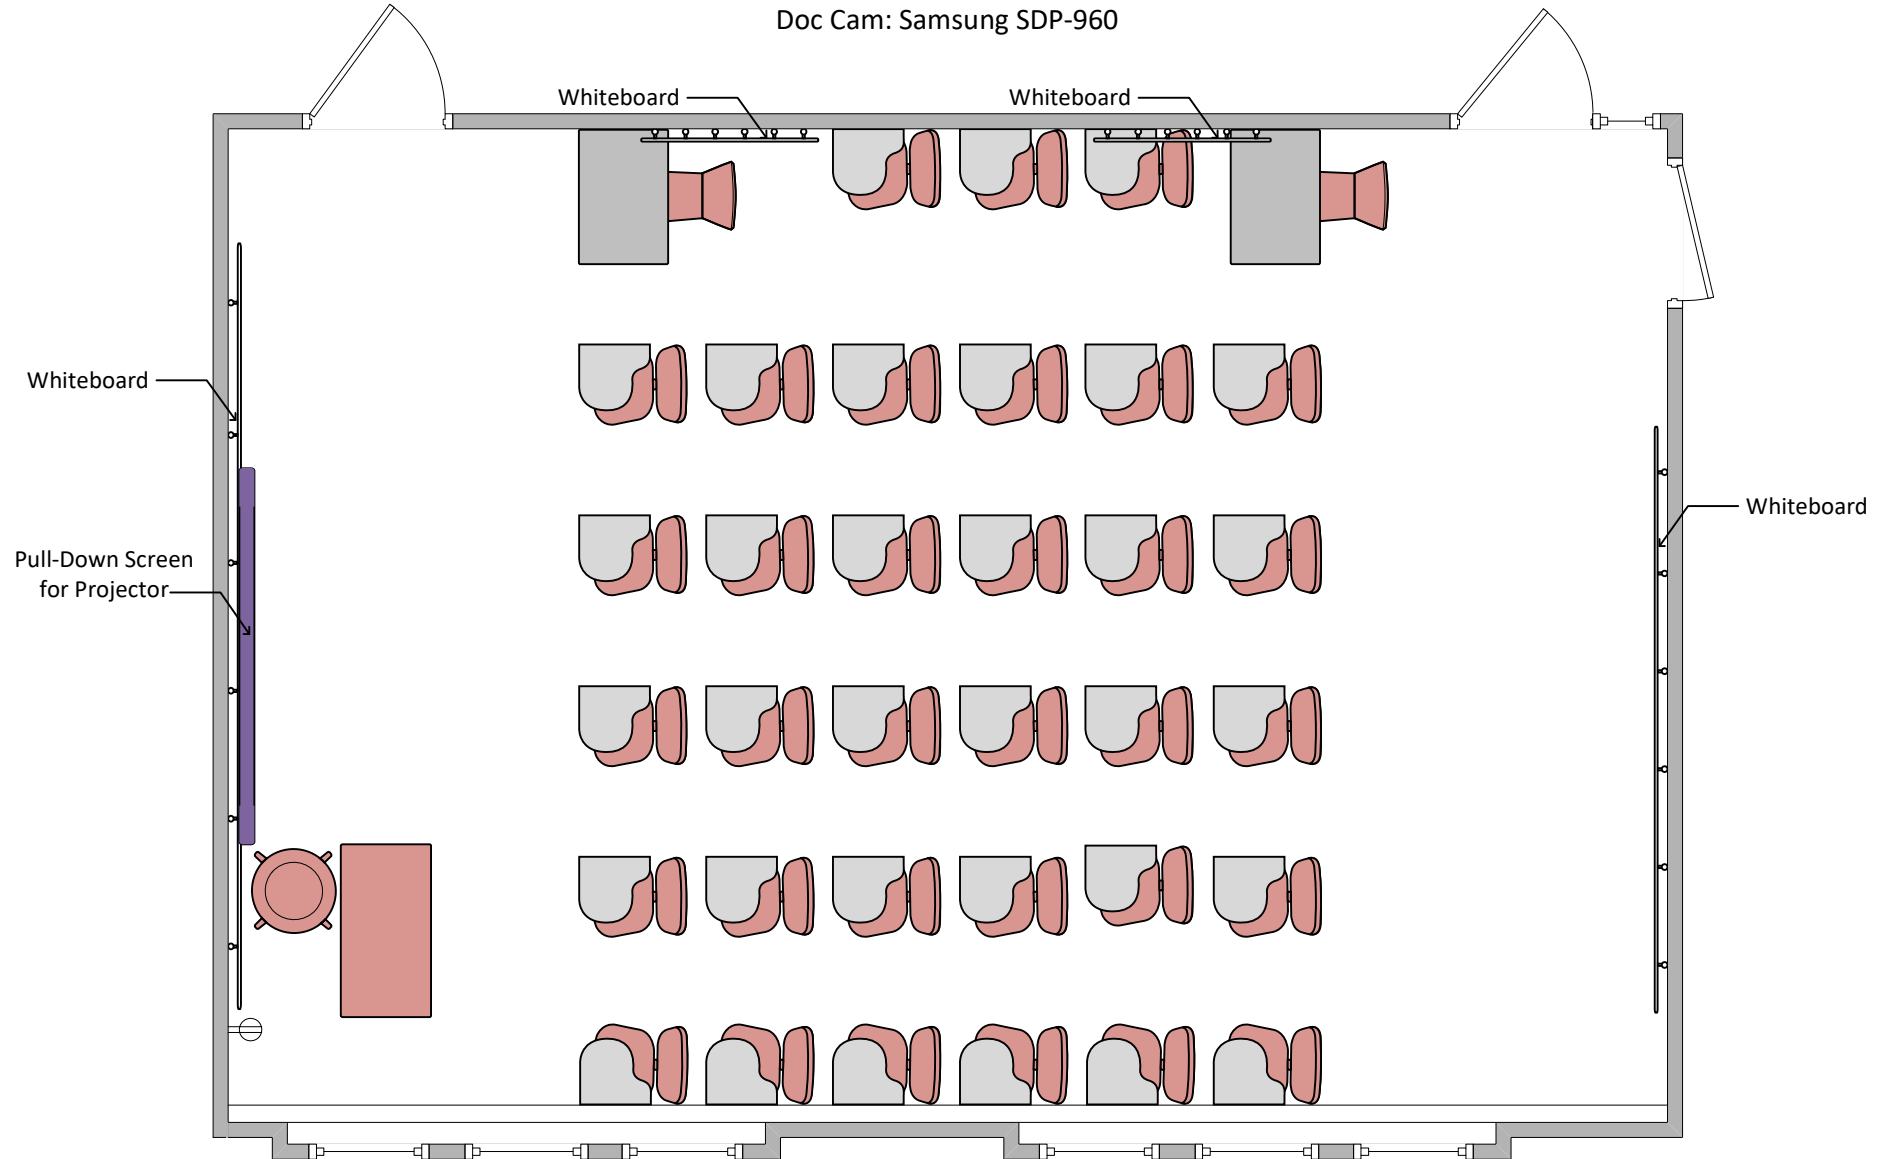 Doc Cam: Samsung SDP-960
Whiteboard
Whiteboard
Whiteboard
Whiteboard
Pull-Down Screen
for Projector